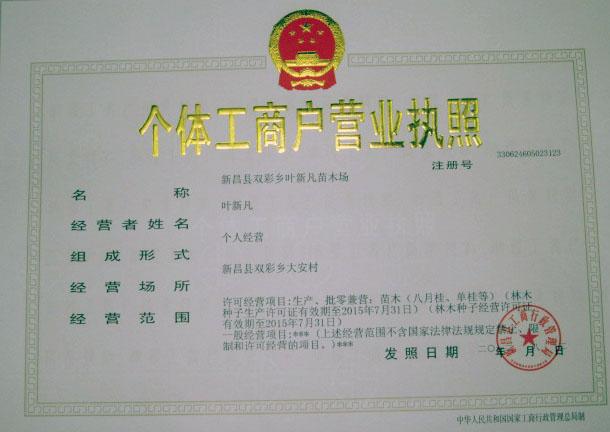 个体工商户营业执照
注册号 330624605023123
名称 新昌县双彩乡叶新凡苗木场
经营者姓名 叶新凡
组成形式 个人经营
经营场所 新昌县双彩乡大安村
经营范围 许可经营项目:生产、批零兼营：苗木（八月桂、单桂等）（林木
种子生产许可证有效期至2015年7月31日）（林木种子经营许可证
有效期至2015年7月31日）
一般经营项目:***（上述经营范围不含国家法律法规规定禁止、限
制和许可经营的项目。）***
发照日期 二〇 年 月 日
中华人民共和国国家工商行政管理总局制